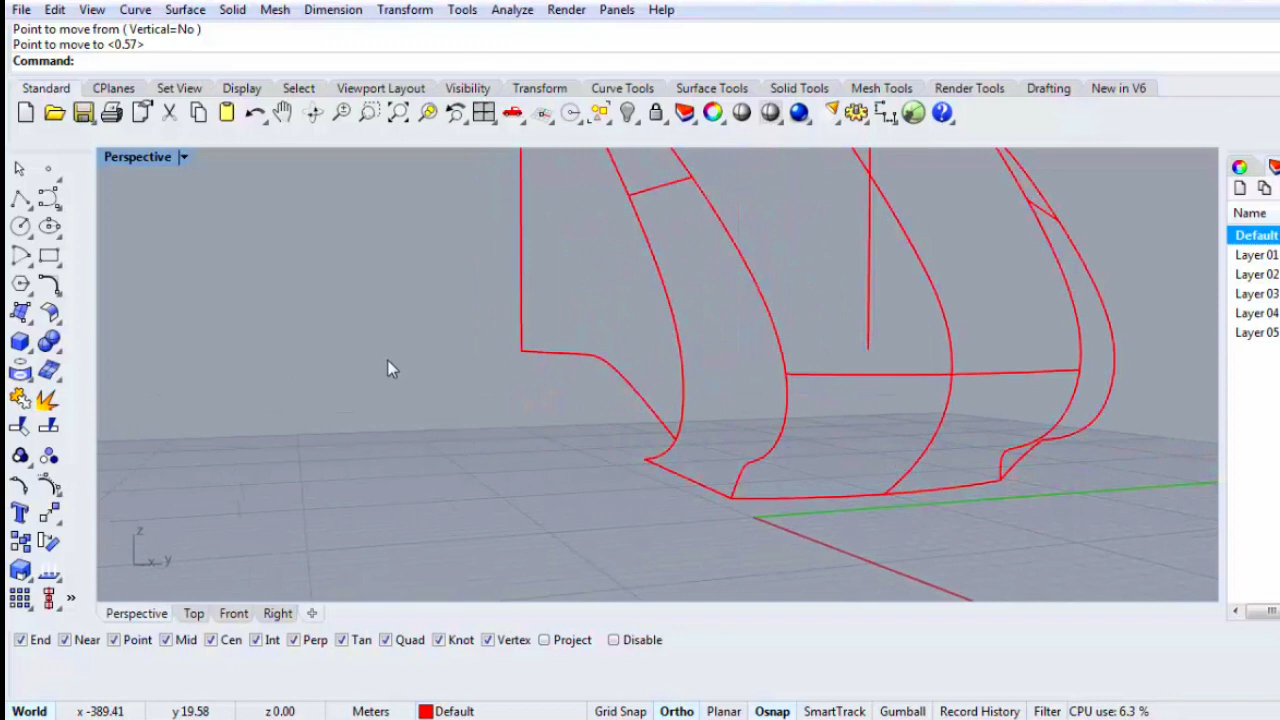 File Edit View Curve Surface Solid Mesh Dimension Transform Tools Analyze Render Panels Help
Point to move from ( Vertical=No )
Point to move to <0.57>
Command:
Standard CPlanes Set View Display Select Viewport Layout Visibility Transform Curve Tools Surface Tools Solid Tools Mesh Tools Render Tools Drafting New in V6
Perspective
Name
Default
Layer 01
Layer 02
Layer 03
Layer 04
Layer 05
z
x y
Perspective Top Front Right
End Near Point Mid Cen Int Perp Tan Quad Knot Vertex Project Disable
World x -389.41 y 19.58 z 0.00 Meters Default Grid Snap Ortho Planar Osnap SmartTrack Gumball Record History Filter CPU use: 6.3 %